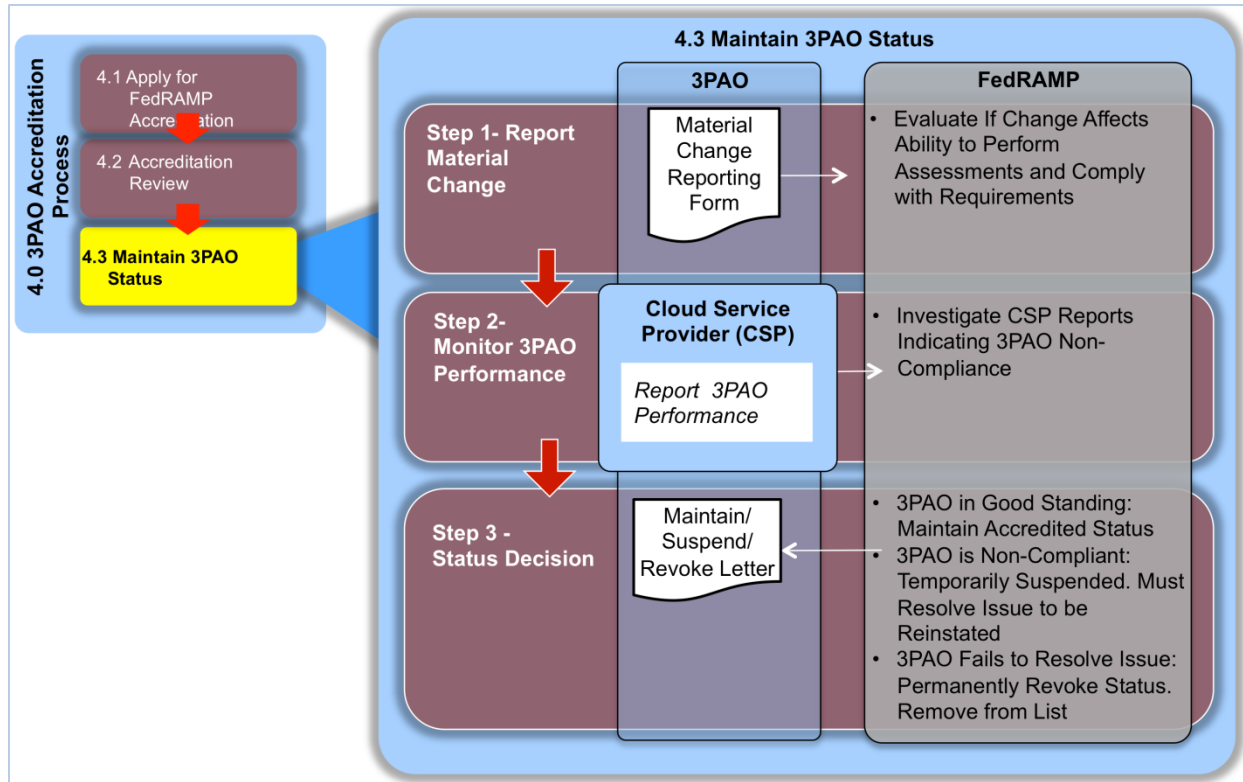 4.0 3PAO Accreditation
Process
4.1 Apply for
FedRAMP
Accreditation
4.2 Accreditation
Review
4.3 Maintain 3PAO
Status
4.3 Maintain 3PAO Status
3PAO
FedRAMP
Step 1- Report
Material
Change
Material
Change
Reporting
Form
• Evaluate If Change Affects
Ability to Perform
Assessments and Comply
with Requirements
Step 2-
Monitor 3PAO
Performance
Cloud Service
Provider (CSP)
Report 3PAO
Performance
• Investigate CSP Reports
Indicating 3PAO Non-
Compliance
Step 3 -
Status Decision
Maintain/
Suspend/
Revoke Letter
• 3PAO in Good Standing:
Maintain Accredited Status
• 3PAO is Non-Compliant:
Temporarily Suspended. Must
Resolve Issue to be
Reinstated
• 3PAO Fails to Resolve Issue:
Permanently Revoke Status.
Remove from List